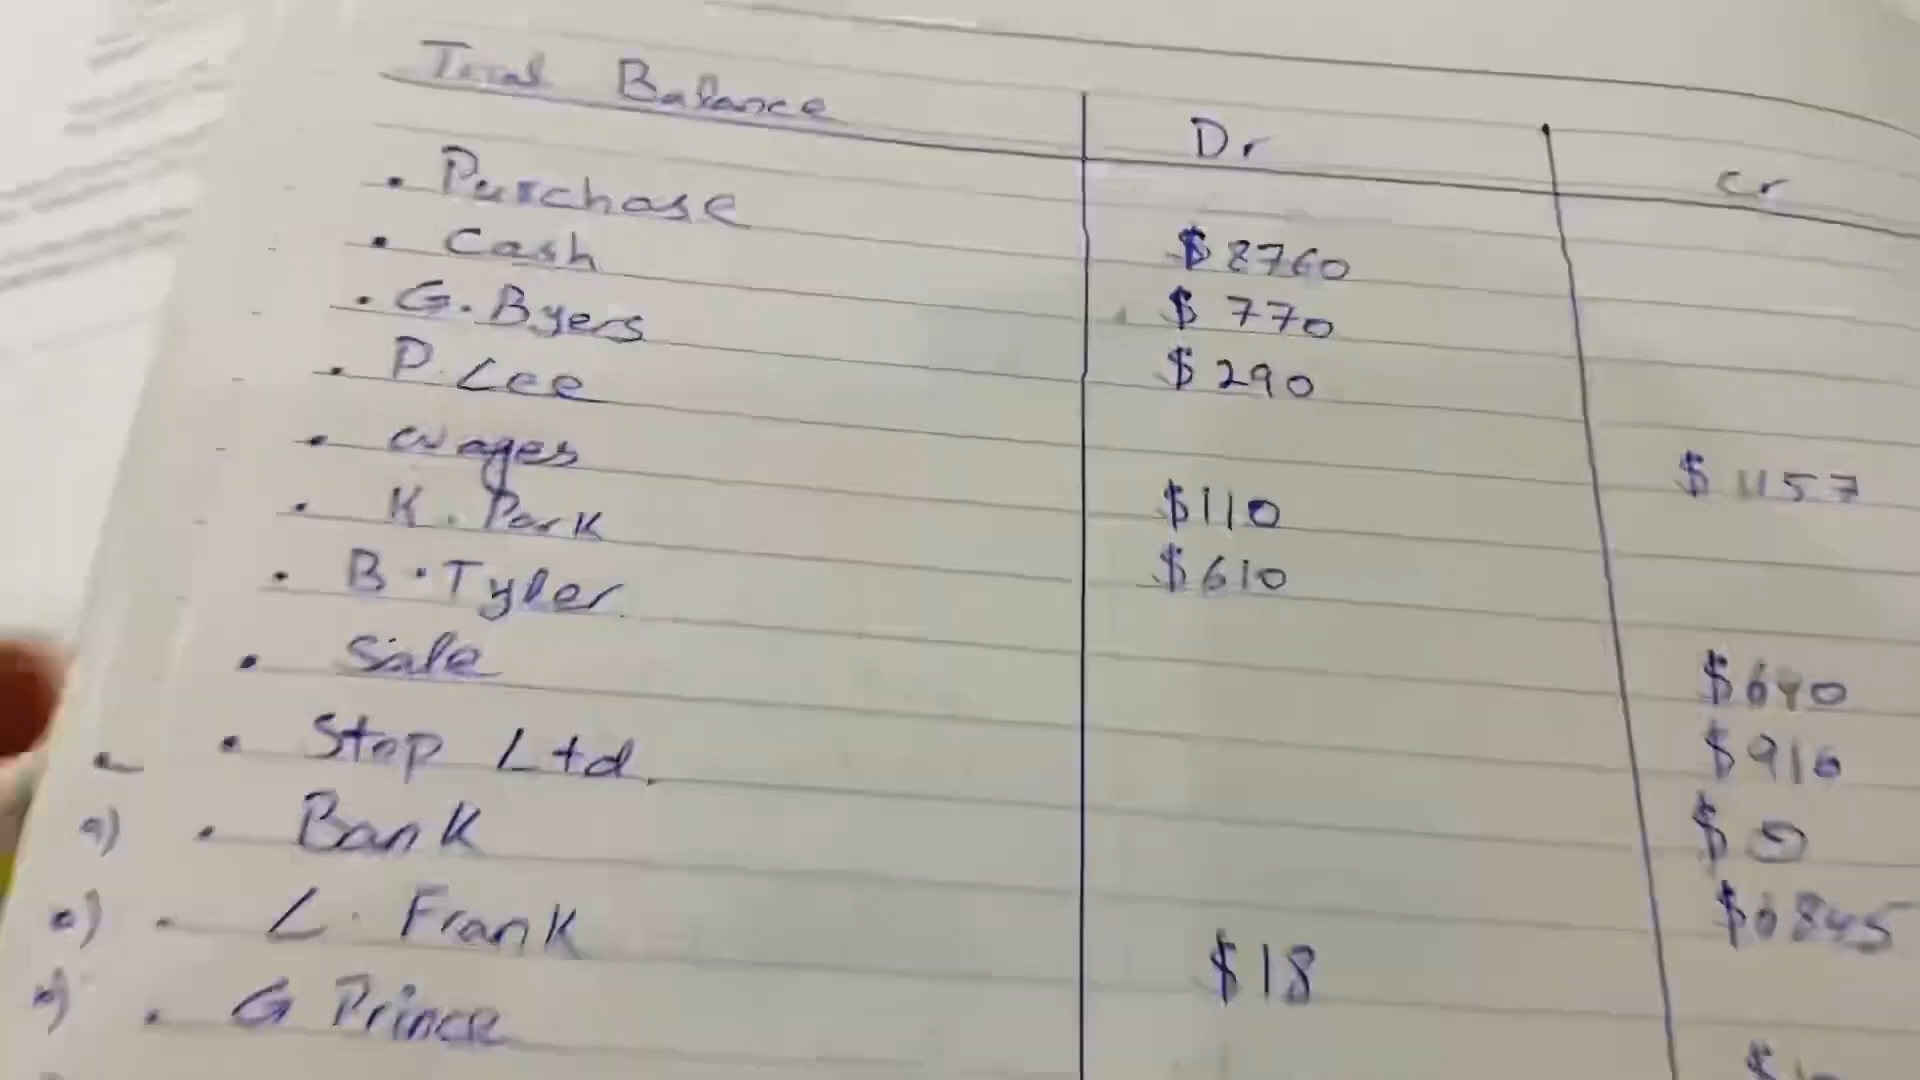 Trial Balance Dr Cr
. Purchase $ 8760
. Cash $ 770
. G. Byers $ 290
. P. Lee $ 1157
. Wages $110
. K. Park $610
. B. Tyler $640
. Sale $910
. Stop Ltd. $ 5
a) . Bank $6845
. L. Frank $18
. G Prince